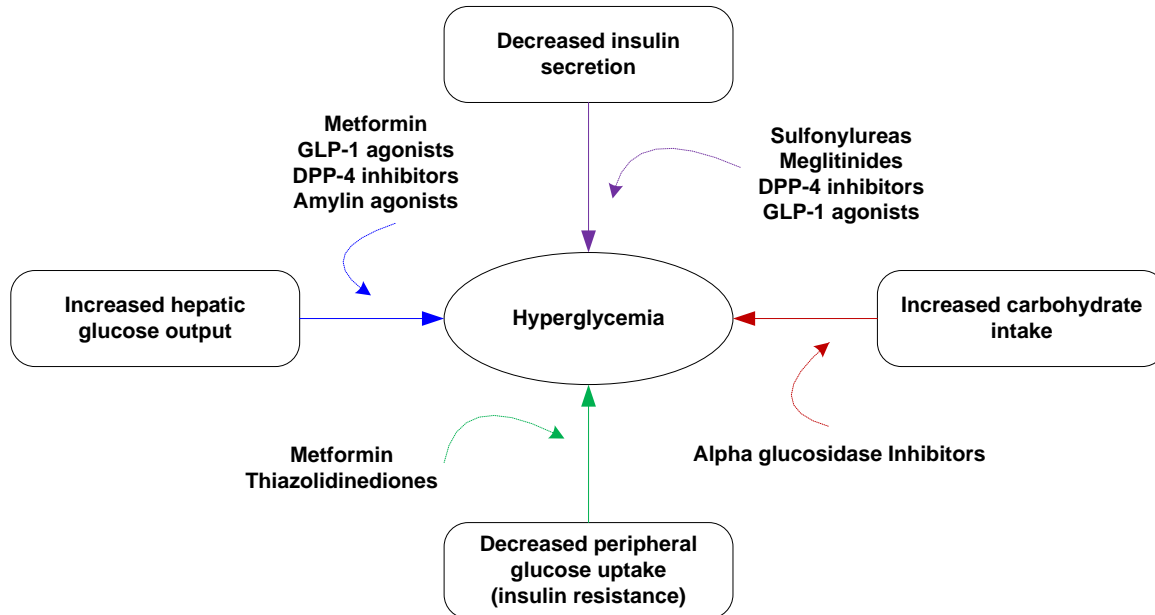 Decreased insulin
secretion
Metformin
GLP-1 agonists
DPP-4 inhibitors
Amylin agonists
Sulfonylureas
Meglitinides
DPP-4 inhibitors
GLP-1 agonists
Increased hepatic
glucose output
Hyperglycemia
Increased carbohydrate
intake
Metformin
Thiazolidinediones
Alpha glucosidase Inhibitors
Decreased peripheral
glucose uptake
(insulin resistance)